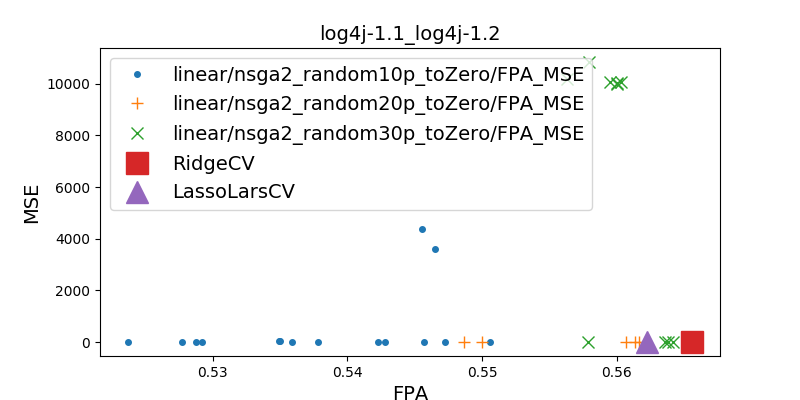 log4j-1.1_log4j-1.2
linear/nsga2_random10p_toZero/FPA_MSE
linear/nsga2_random20p_toZero/FPA_MSE
linear/nsga2_random30p_toZero/FPA_MSE
RidgeCV
LassoLarsCV
MSE
10000
8000
6000
4000
2000
0
0.53 0.54 0.55 0.56
FPA